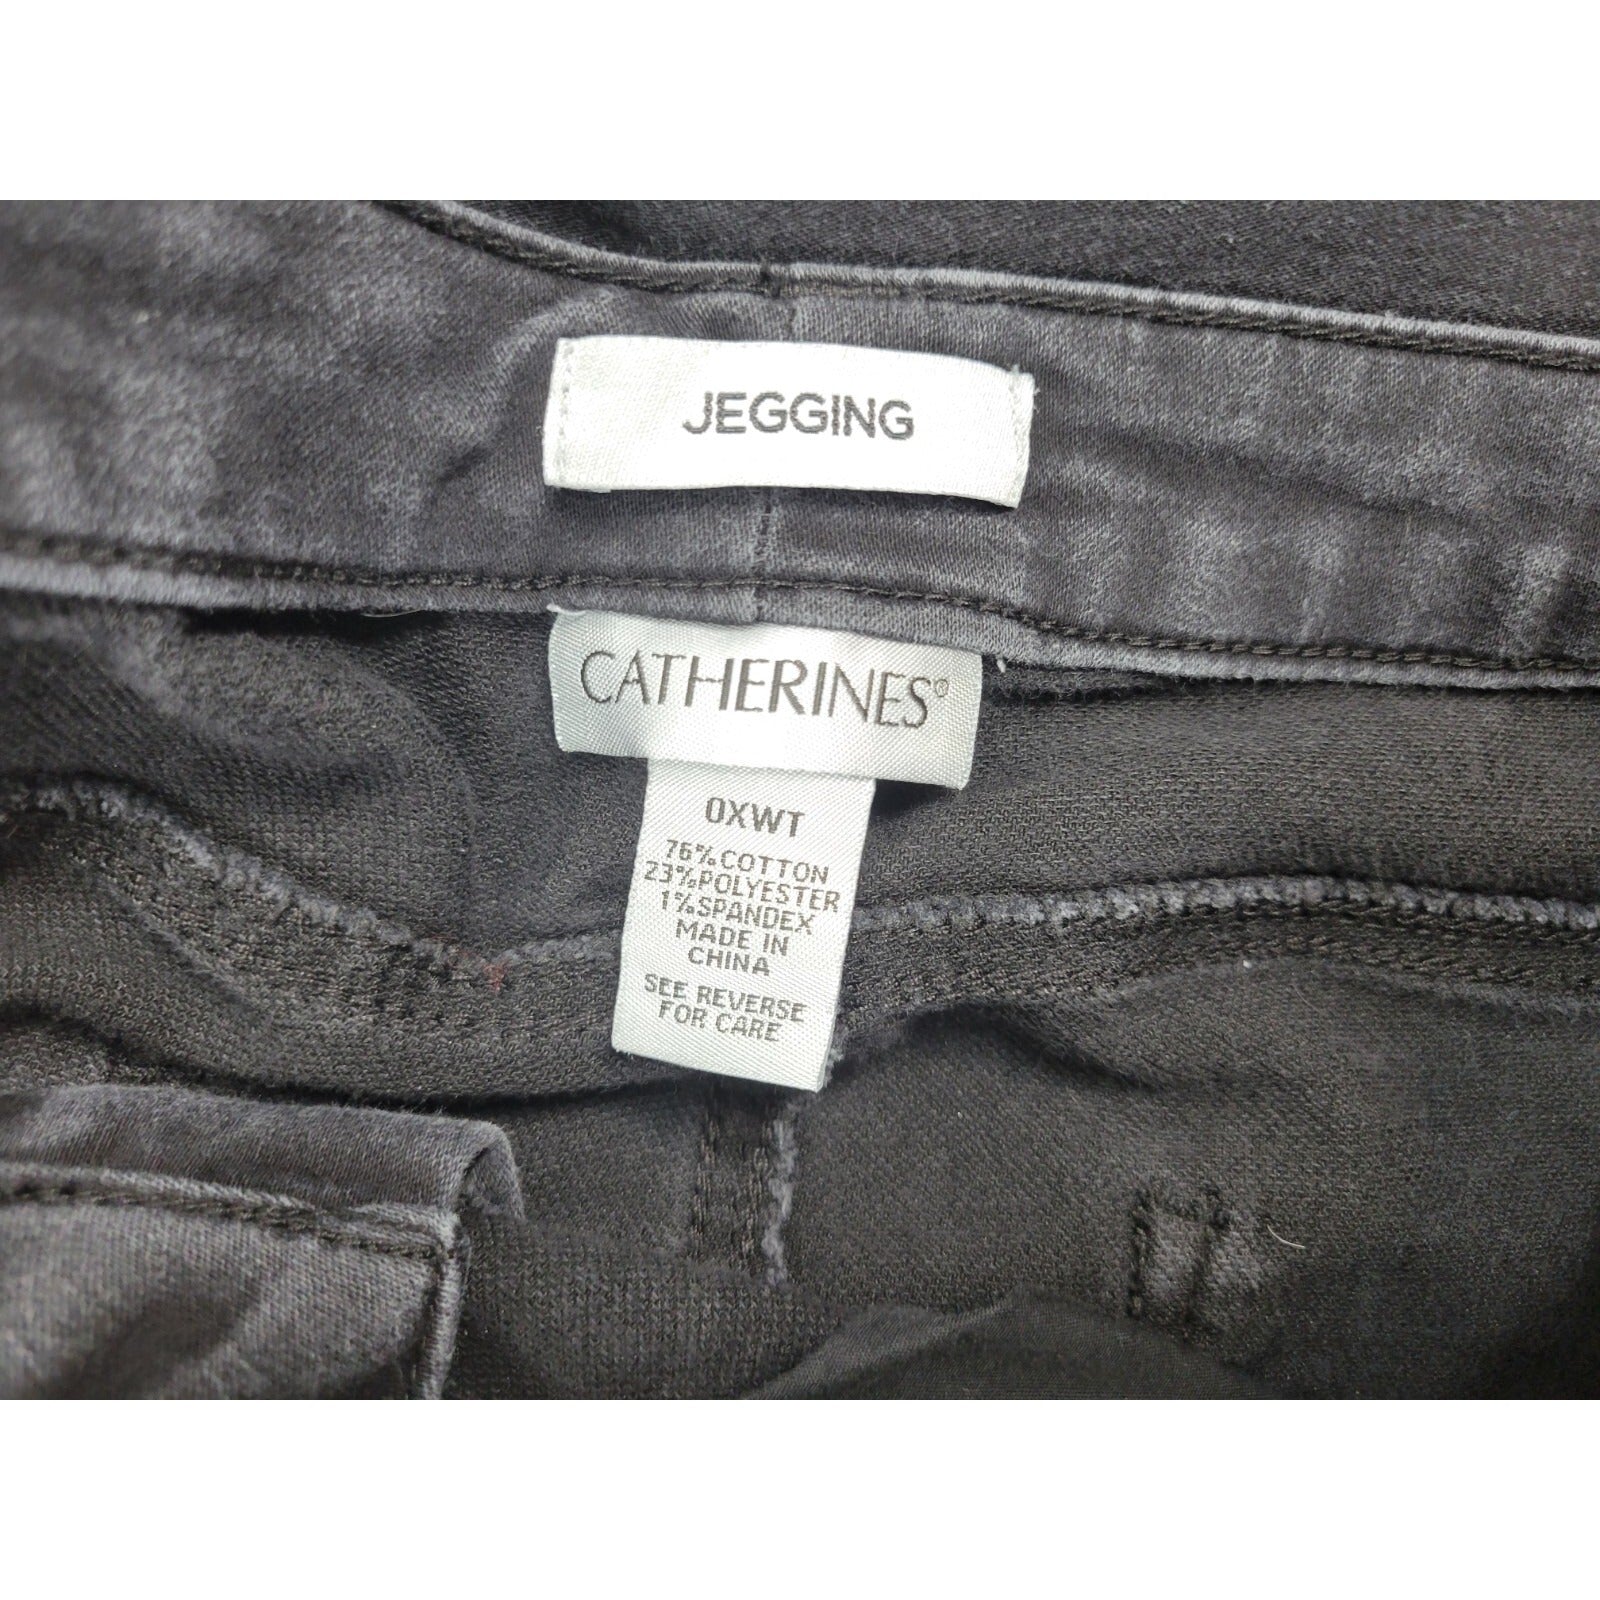 JEGGING
CATHERINES®
0XWT
76% COTTON
23% POLYESTER
1% SPANDEX
MADE IN
CHINA
SEE REVERSE
FOR CARE